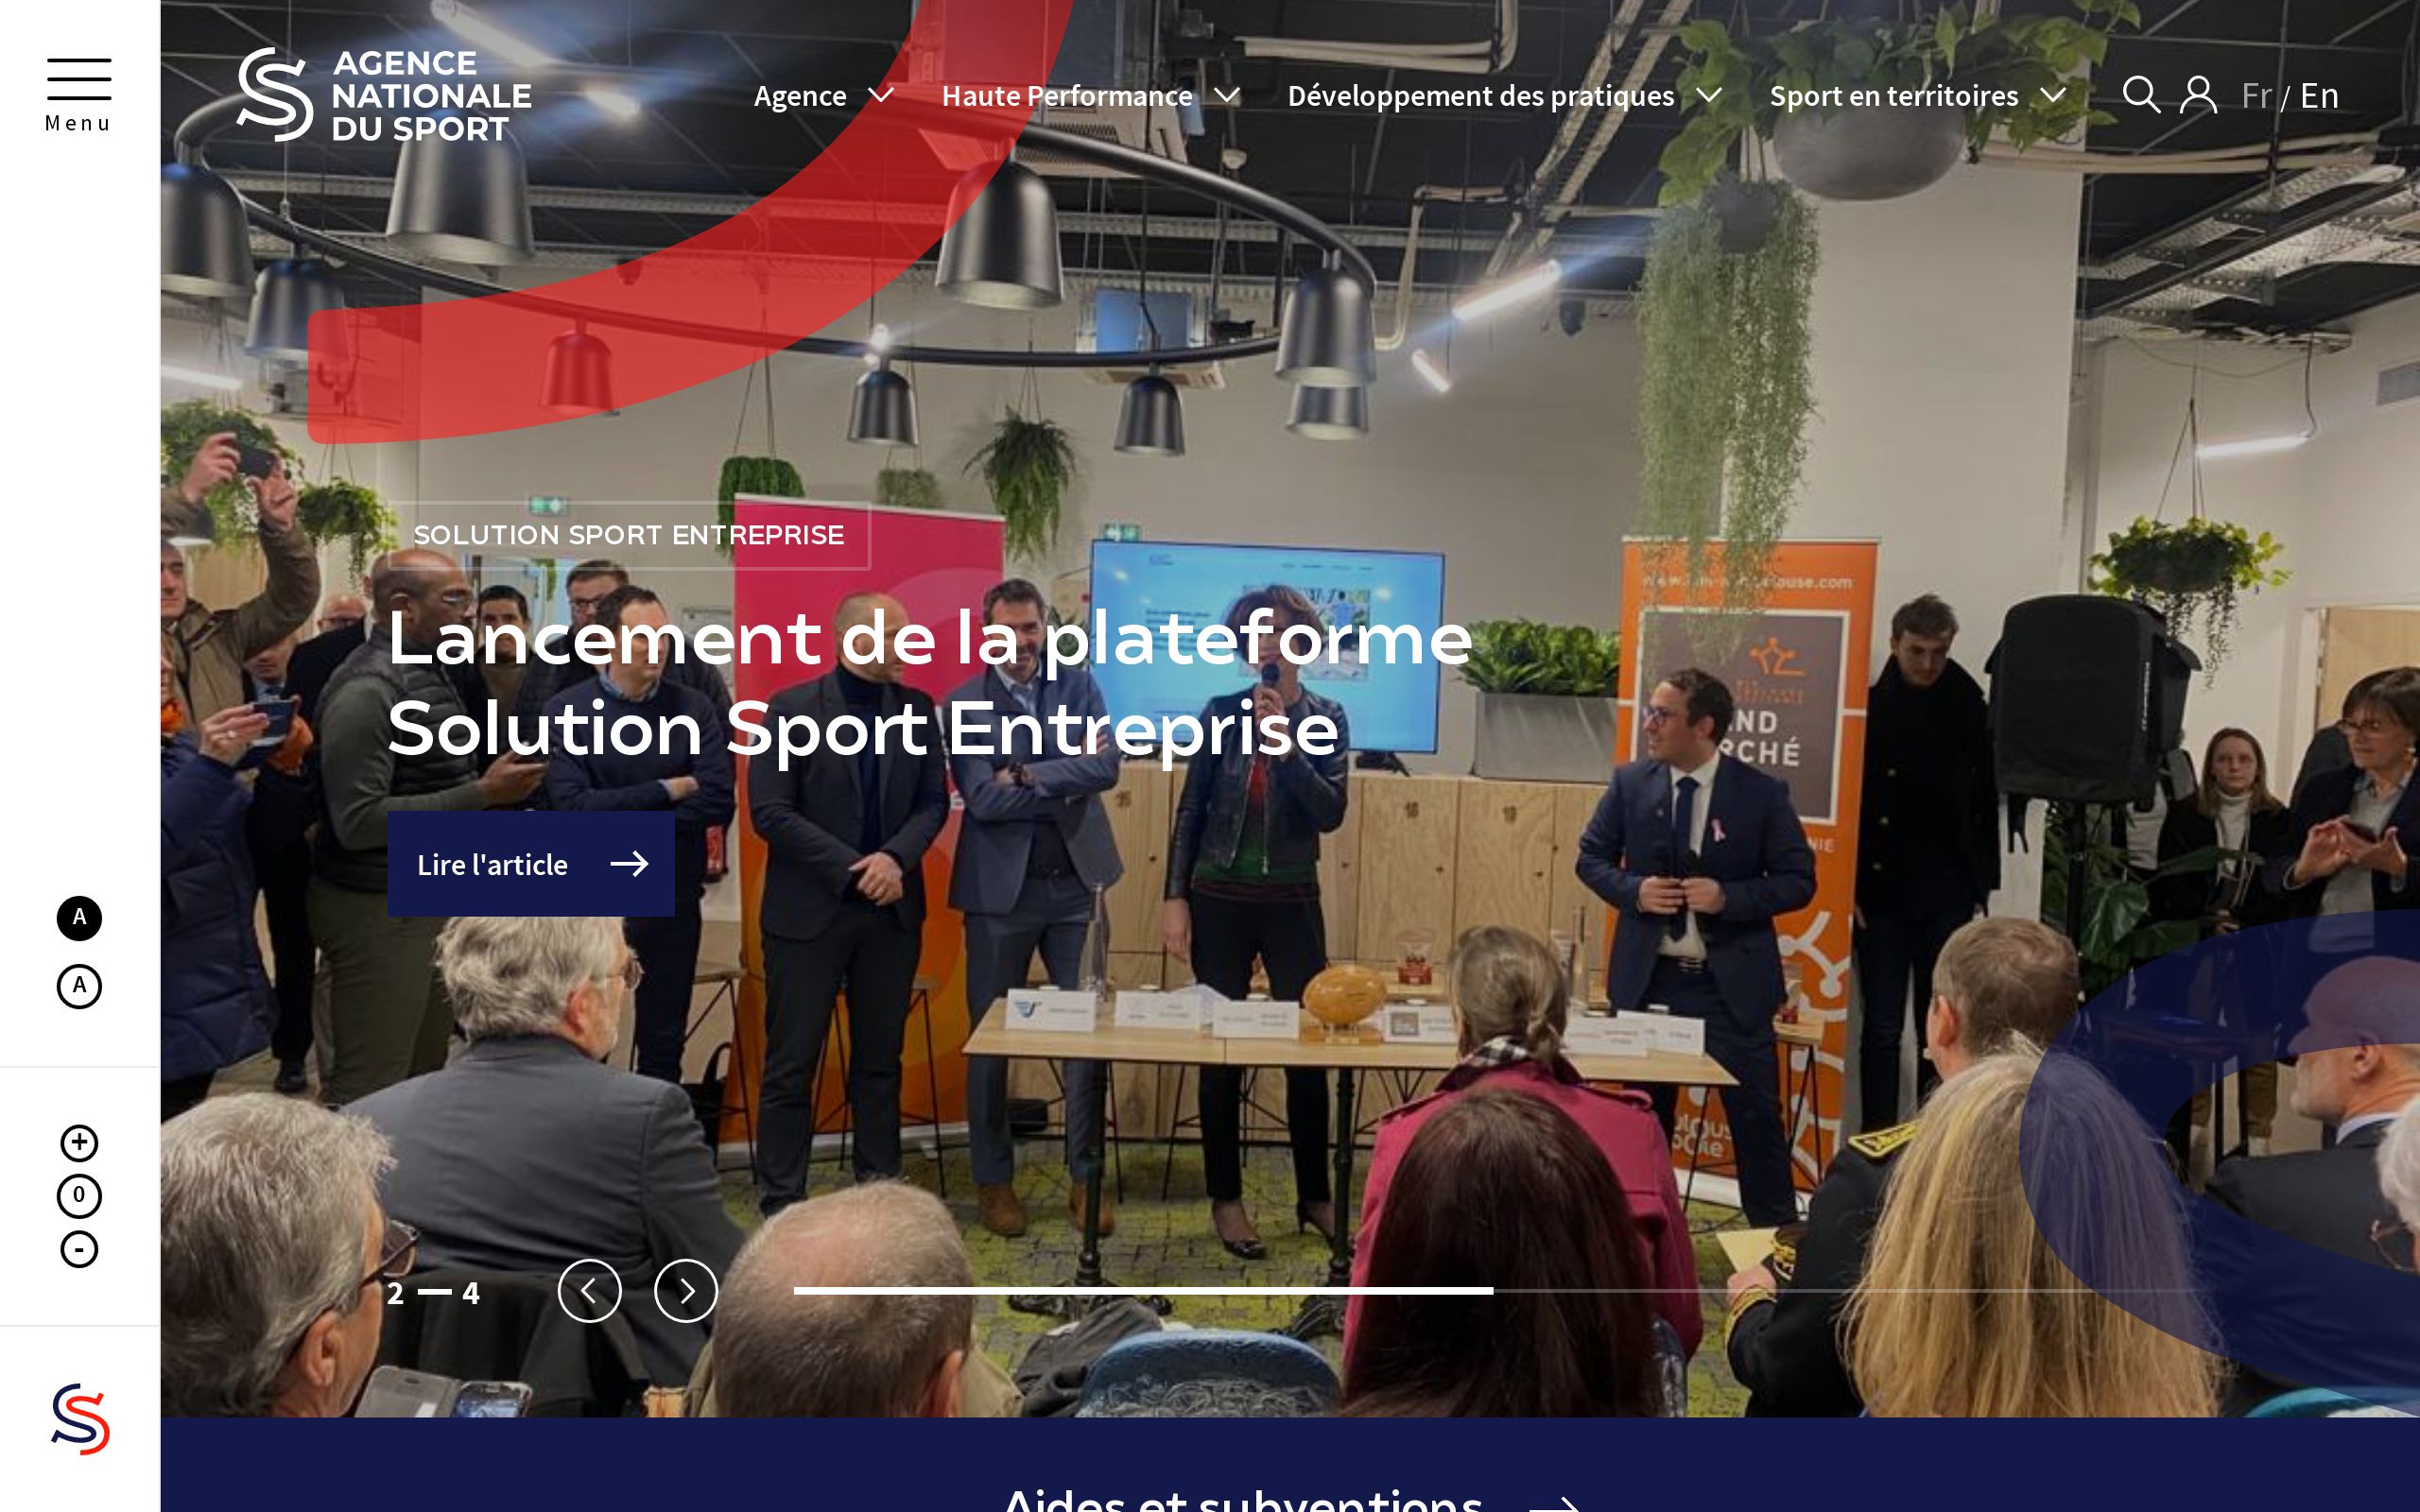 Menu
AGENCE
NATIONALE
DU SPORT
Agence
Haute Performance
Développement des pratiques
Sport en territoires
Fr / En
SOLUTION SPORT ENTREPRISE
Lancement de la plateforme
Solution Sport Entreprise
Lire l'article
A
A
+
0
-
2 — 4
Aides et subventions